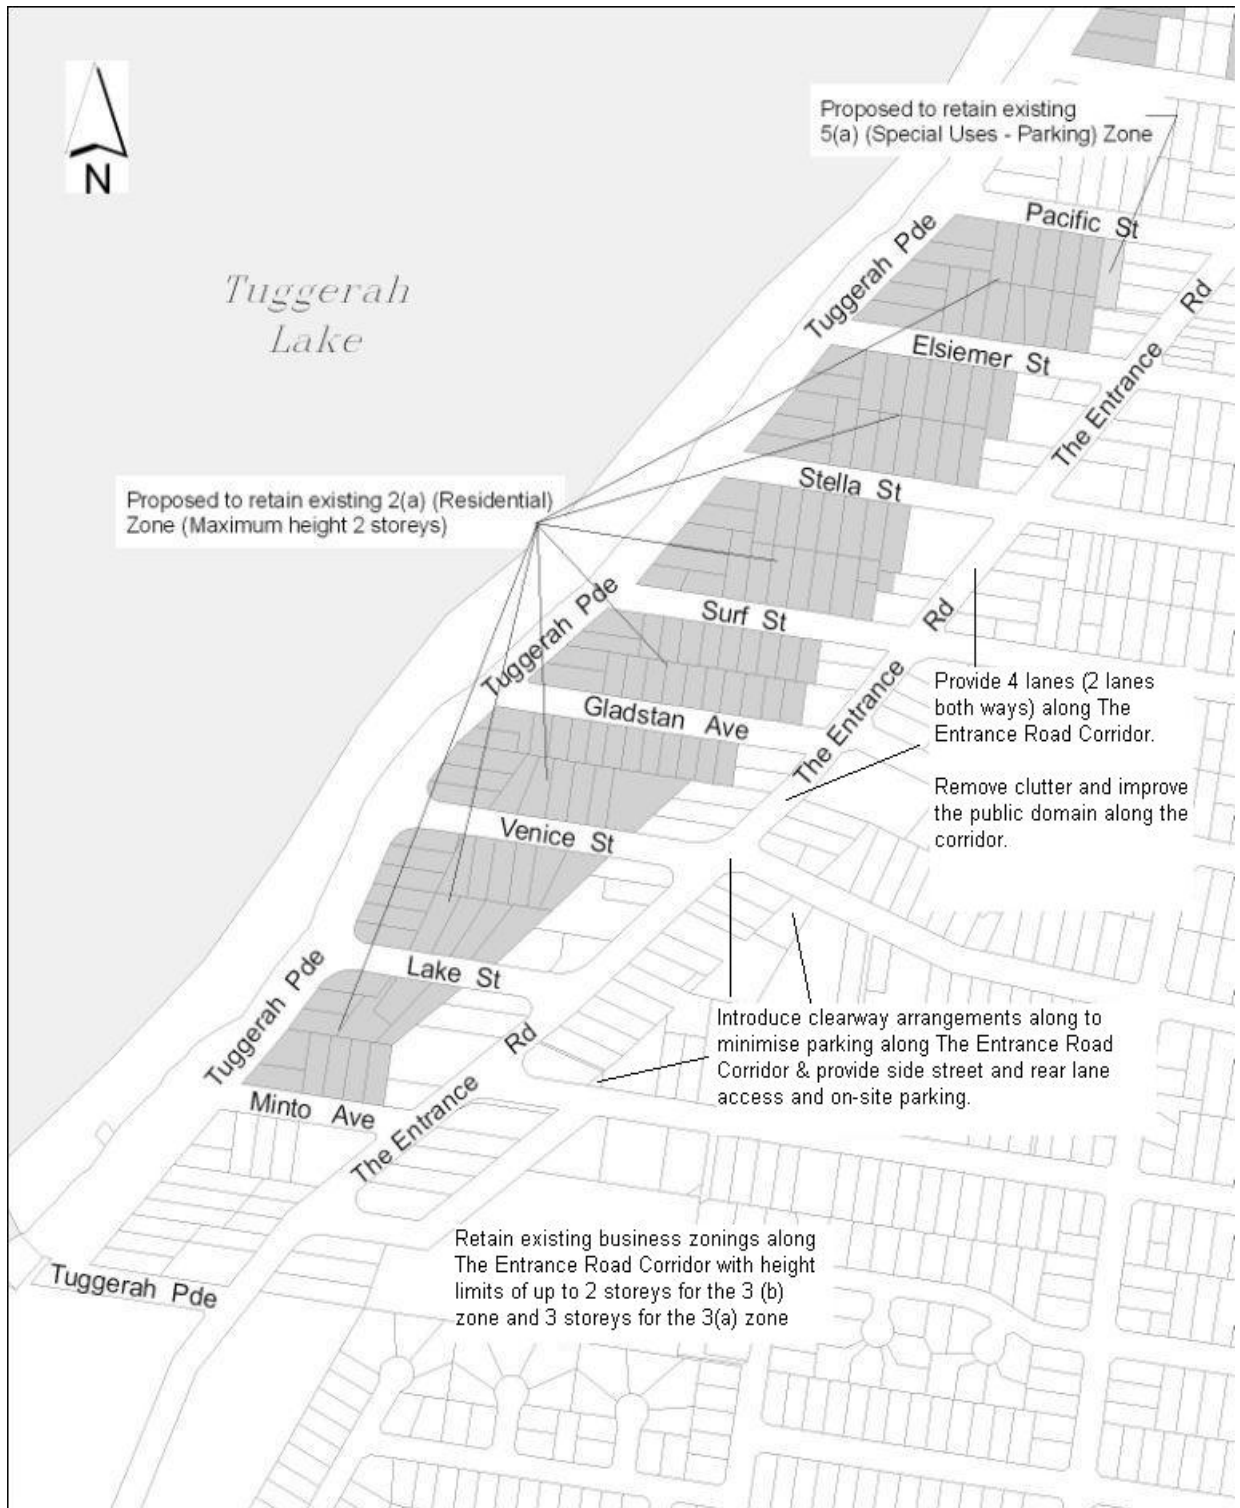 Proposed to retain existing
5(a) (Special Uses - Parking) Zone
N
Pacific St
Tuggerah Pde
Tuggerah
Lake
Rd
Elsiemer St
The Entrance
Stella St
Proposed to retain existing 2(a) (Residential)
Zone (Maximum height 2 storeys)
Tuggerah Pde
Surf St
Rd
Provide 4 lanes (2 lanes
both ways) along The
Entrance Road Corridor.
Gladstan Ave
The Entrance
Remove clutter and improve
the public domain along the
corridor.
Venice St
Lake St
Tuggerah Pde
Introduce clearway arrangements along to
minimise parking along The Entrance Road
Corridor & provide side street and rear lane
access and on-site parking.
Rd
Minto Ave
The Entrance
Retain existing business zonings along
The Entrance Road Corridor with height
limits of up to 2 storeys for the 3 (b)
zone and 3 storeys for the 3(a) zone
Tuggerah Pde